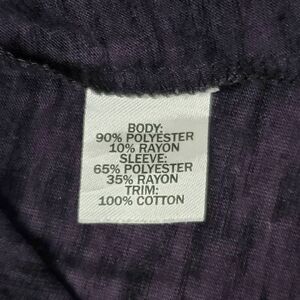 BODY:
90% POLYESTER
10% RAYON
SLEEVE:
65% POLYESTER
35% RAYON
TRIM:
100% COTTON